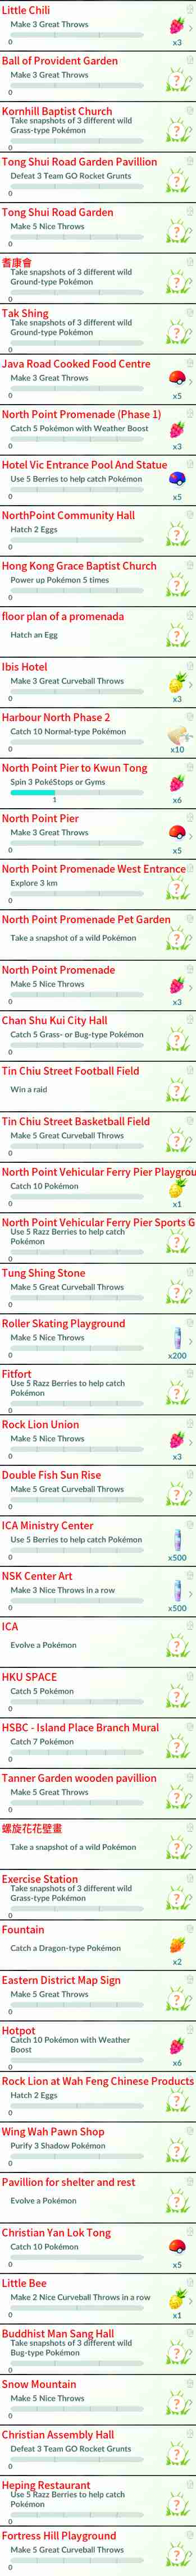 Little Chili
Make 3 Great Throws
0
x3
Ball of Provident Garden
Make 3 Great Throws
0
Kornhill Baptist Church
Take snapshots of 3 different wild
Grass-type Pokémon
0
Tong Shui Road Garden Pavillion
Defeat 3 Team GO Rocket Grunts
0
Tong Shui Road Garden
Make 5 Nice Throws
0
耆康會
Take snapshots of 3 different wild
Ground-type Pokémon
0
Tak Shing
Take snapshots of 3 different wild
Ground-type Pokémon
0
Java Road Cooked Food Centre
Make 3 Great Throws
0
x5
North Point Promenade (Phase 1)
Catch 5 Pokémon with Weather Boost
0
x3
Hotel Vic Entrance Pool And Statue
Use 5 Berries to help catch Pokémon
0
x5
NorthPoint Community Hall
Hatch 2 Eggs
0
Hong Kong Grace Baptist Church
Power up Pokémon 5 times
0
floor plan of a promenada
Hatch an Egg
Ibis Hotel
Make 3 Great Curveball Throws
0
x3
Harbour North Phase 2
Catch 10 Normal-type Pokémon
0
x10
North Point Pier to Kwun Tong
Spin 3 PokéStops or Gyms
1
x6
North Point Pier
Make 3 Great Throws
0
x5
North Point Promenade West Entrance
Explore 3 km
0
North Point Promenade Pet Garden
Take a snapshot of a wild Pokémon
North Point Promenade
Make 5 Nice Throws
0
x3
Chan Shu Kui City Hall
Catch 5 Grass- or Bug-type Pokémon
0
Tin Chiu Street Football Field
Win a raid
Tin Chiu Street Basketball Field
Make 5 Great Curveball Throws
0
North Point Vehicular Ferry Pier Playgrou
Catch 10 Pokémon
0
x1
North Point Vehicular Ferry Pier Sports G
Use 5 Razz Berries to help catch
Pokémon
0
Tung Shing Stone
Make 5 Great Curveball Throws
0
Roller Skating Playground
Make 5 Nice Throws
0
x200
Fitfort
Use 5 Razz Berries to help catch
Pokémon
0
Rock Lion Union
Make 5 Nice Throws
0
x3
Double Fish Sun Rise
Make 5 Great Curveball Throws
0
ICA Ministry Center
Use 5 Berries to help catch Pokémon
0
x500
NSK Center Art
Make 3 Nice Throws in a row
0
x500
ICA
Evolve a Pokémon
HKU SPACE
Catch 5 Pokémon
0
HSBC - Island Place Branch Mural
Catch 7 Pokémon
0
Tanner Garden wooden pavillion
Make 5 Great Throws
0
螺旋花花壁畫
Take a snapshot of a wild Pokémon
Exercise Station
Take snapshots of 3 different wild
Grass-type Pokémon
0
Fountain
Catch a Dragon-type Pokémon
x2
Eastern District Map Sign
Make 5 Great Throws
0
Hotpot
Catch 10 Pokémon with Weather
Boost
0
x6
Rock Lion at Wah Feng Chinese Products
Hatch 2 Eggs
0
Wing Wah Pawn Shop
Purify 3 Shadow Pokémon
0
Pavillion for shelter and rest
Evolve a Pokémon
Christian Yan Lok Tong
Catch 10 Pokémon
0
x5
Little Bee
Make 2 Nice Curveball Throws in a row
0
x1
Buddhist Man Sang Hall
Take snapshots of 3 different wild
Bug-type Pokémon
0
Snow Mountain
Make 5 Nice Throws
0
Christian Assembly Hall
Defeat 3 Team GO Rocket Grunts
0
Heping Restaurant
Use 5 Razz Berries to help catch
Pokémon
0
Fortress Hill Playground
Make 5 Great Curveball Throws
0